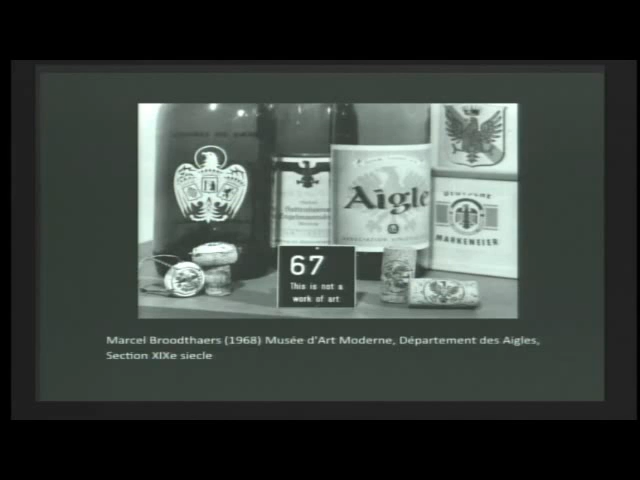 Aigle
DEUTSCHE
MARKENEIER
67
This is not a
work of art
Marcel Broodthaers (1968) Musée d'Art Moderne, Département des Aigles,
Section XIXe siecle